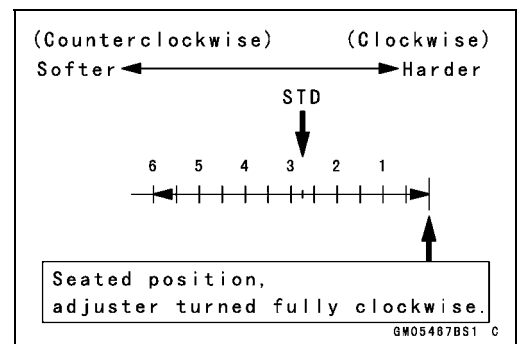 (Counterclockwise) (Clockwise)
Softer Harder
STD
6 5 4 3 2 1
Seated position,
adjuster turned fully clockwise.
GM05467BS1 C